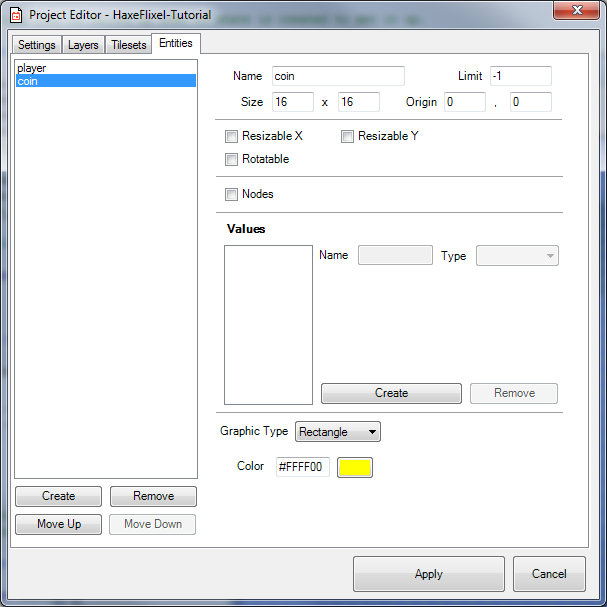 Project Editor - HaxeFlixel-Tutorial
Settings Layers Tilesets Entities
player
coin
Name coin Limit -1
Size 16 x 16 Origin 0 , 0
Resizable X Resizable Y
Rotatable
Nodes
Values
Name Type
Create Remove
Graphic Type Rectangle
Color #FFFF00
Create Remove
Move Up Move Down
Apply Cancel